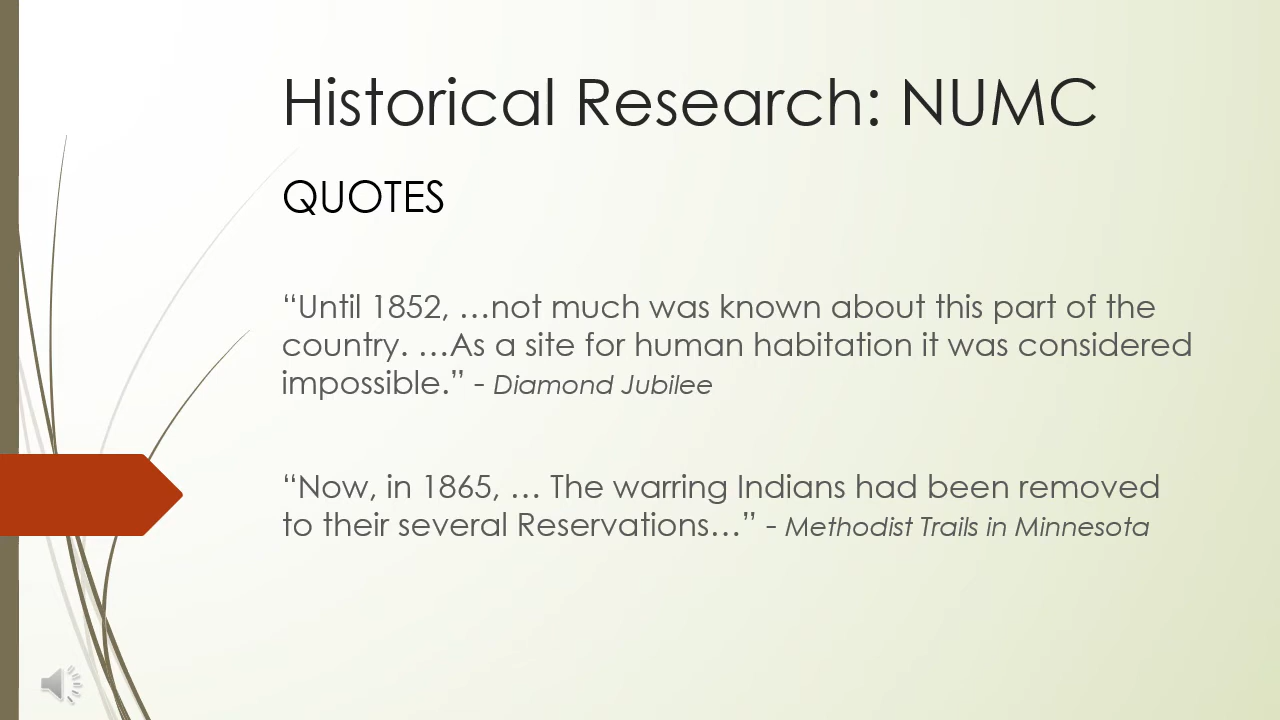 Historical Research: NUMC
QUOTES
“Until 1852, …not much was known about this part of the
country. …As a site for human habitation it was considered
impossible.” - Diamond Jubilee
“Now, in 1865, … The warring Indians had been removed
to their several Reservations…” - Methodist Trails in Minnesota